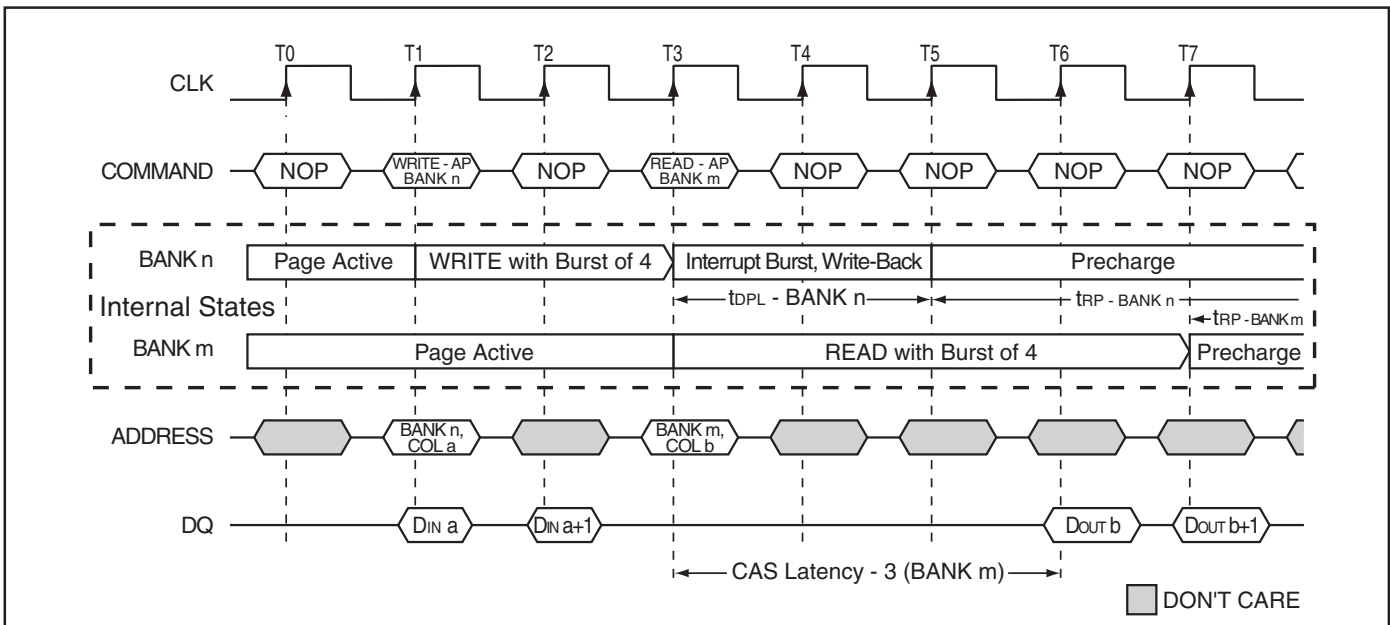 T0 T1 T2 T3 T4 T5 T6 T7
CLK
COMMAND NOP WRITE - AP BANK n NOP READ - AP BANK m NOP NOP NOP NOP
BANK n Page Active WRITE with Burst of 4 Interrupt Burst, Write-Back Precharge
tDPL - BANK n tRP - BANK n
Internal States
tRP - BANK m
BANK m Page Active READ with Burst of 4 Precharge
ADDRESS BANK n, COL a BANK m, COL b
DQ DIN a DIN a+1 DOUT b DOUT b+1
CAS Latency - 3 (BANK m)
DON'T CARE